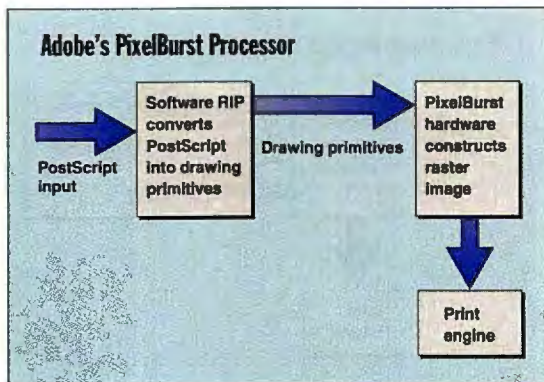 Adobe's PixelBurst Processor
PostScript
input
Software RIP
converts
PostScript
into drawing
primitives
Drawing primitives
PixelBurst
hardware
constructs
raster
image
Print
engine